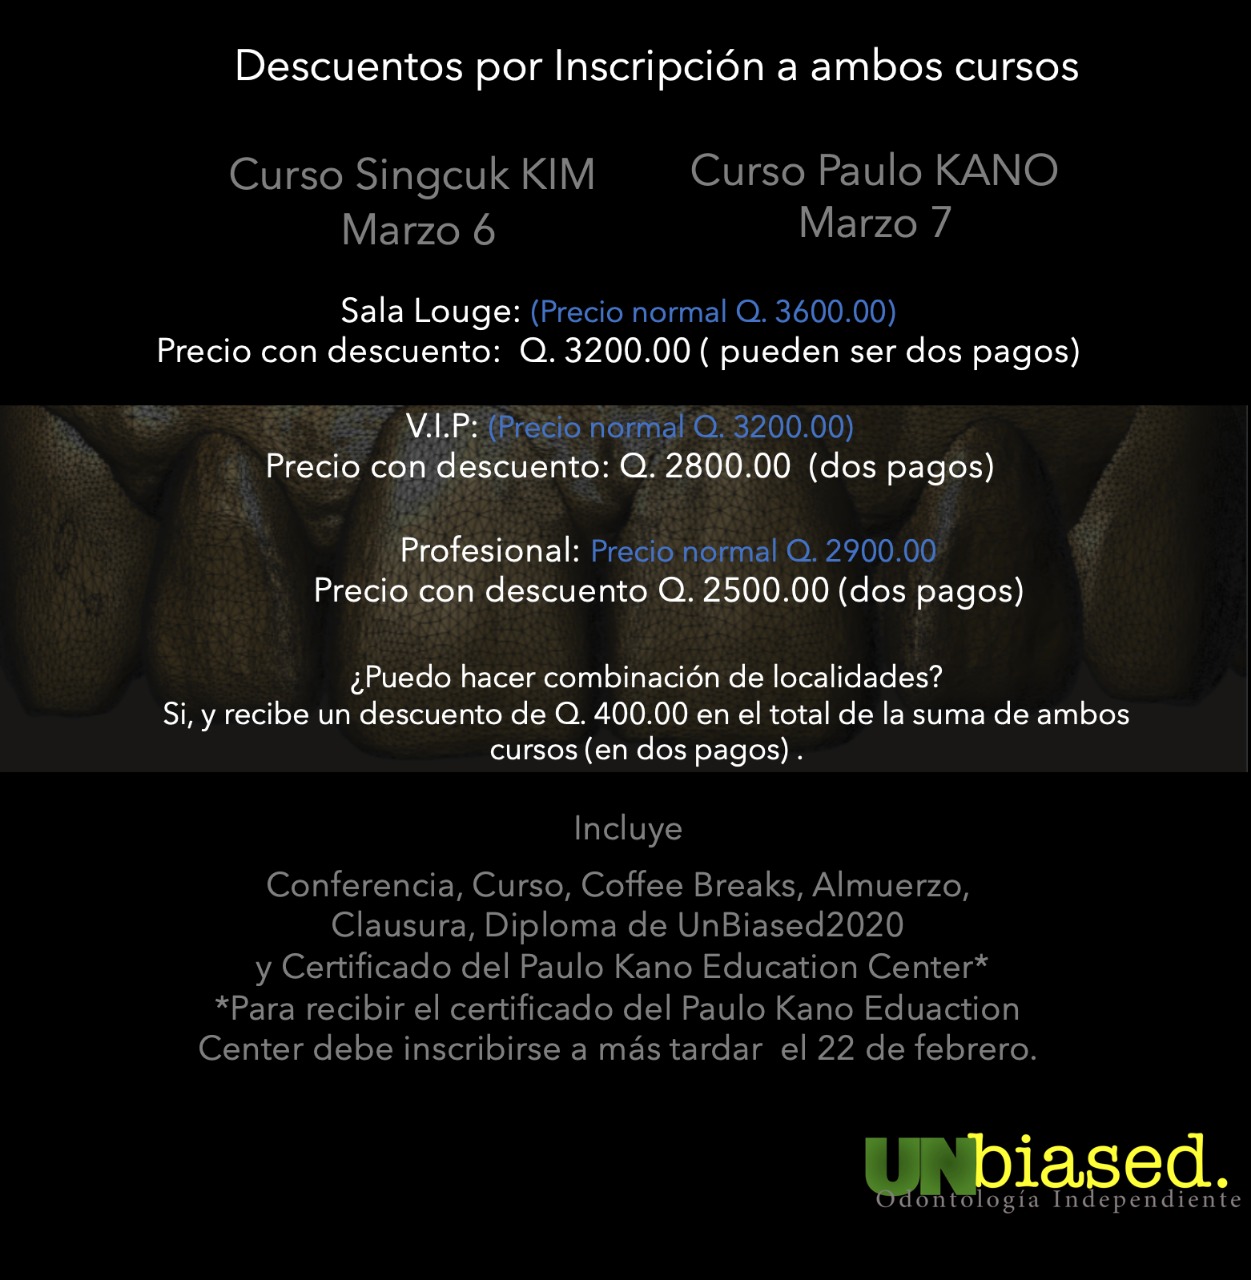 Descuentos por Inscripción a ambos cursos
Curso Singcuk KIM
Marzo 6
Curso Paulo KANO
Marzo 7
Sala Louge: (Precio normal Q. 3600.00)
Precio con descuento: Q. 3200.00 ( pueden ser dos pagos)
V.I.P: (Precio normal Q. 3200.00)
Precio con descuento: Q. 2800.00 (dos pagos)
Profesional: Precio normal Q. 2900.00
Precio con descuento Q. 2500.00 (dos pagos)
¿Puedo hacer combinación de localidades?
Si, y recibe un descuento de Q. 400.00 en el total de la suma de ambos
cursos (en dos pagos) .
Incluye
Conferencia, Curso, Coffee Breaks, Almuerzo,
Clausura, Diploma de UnBiased2020
y Certificado del Paulo Kano Education Center*
*Para recibir el certificado del Paulo Kano Eduaction
Center debe inscribirse a más tardar el 22 de febrero.
UNbiased.
Odontología Independiente